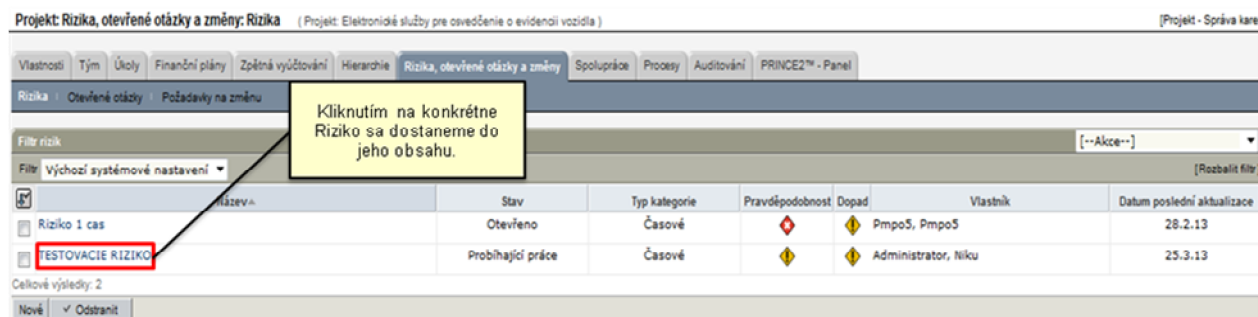 Projekt: Rizika, otevřené otázky a změny: Rizika ( Projekt: Elektronické služby pre osvedčenie o evidencii vozidla ) [Projekt - Správa kare
Vlastnosti Tým Úkoly Finanční plány Zpětná vyúčtování Hierarchie Rizika, otevřené otázky a změny Spolupráce Procesy Auditování PRINCE2™ - Panel
Rizika Otevřené otázky Požadavky na změnu
Kliknutím na konkrétne
Riziko sa dostaneme do
jeho obsahu.
Filtr rizik [--Akce--]
Filtr Výchozí systémové nastavení [Rozbalit filtr
Název Stav Typ kategorie Pravděpodobnost Dopad Vlastník Datum poslední aktualizace
Riziko 1 cas Otevřeno Časové Pmpo5, Pmpo5 28.2.13
TESTOVACIE RIZIKO Probíhající práce Časové Administrator, Niku 25.3.13
Celkové výsledky: 2
Nové Odstranit